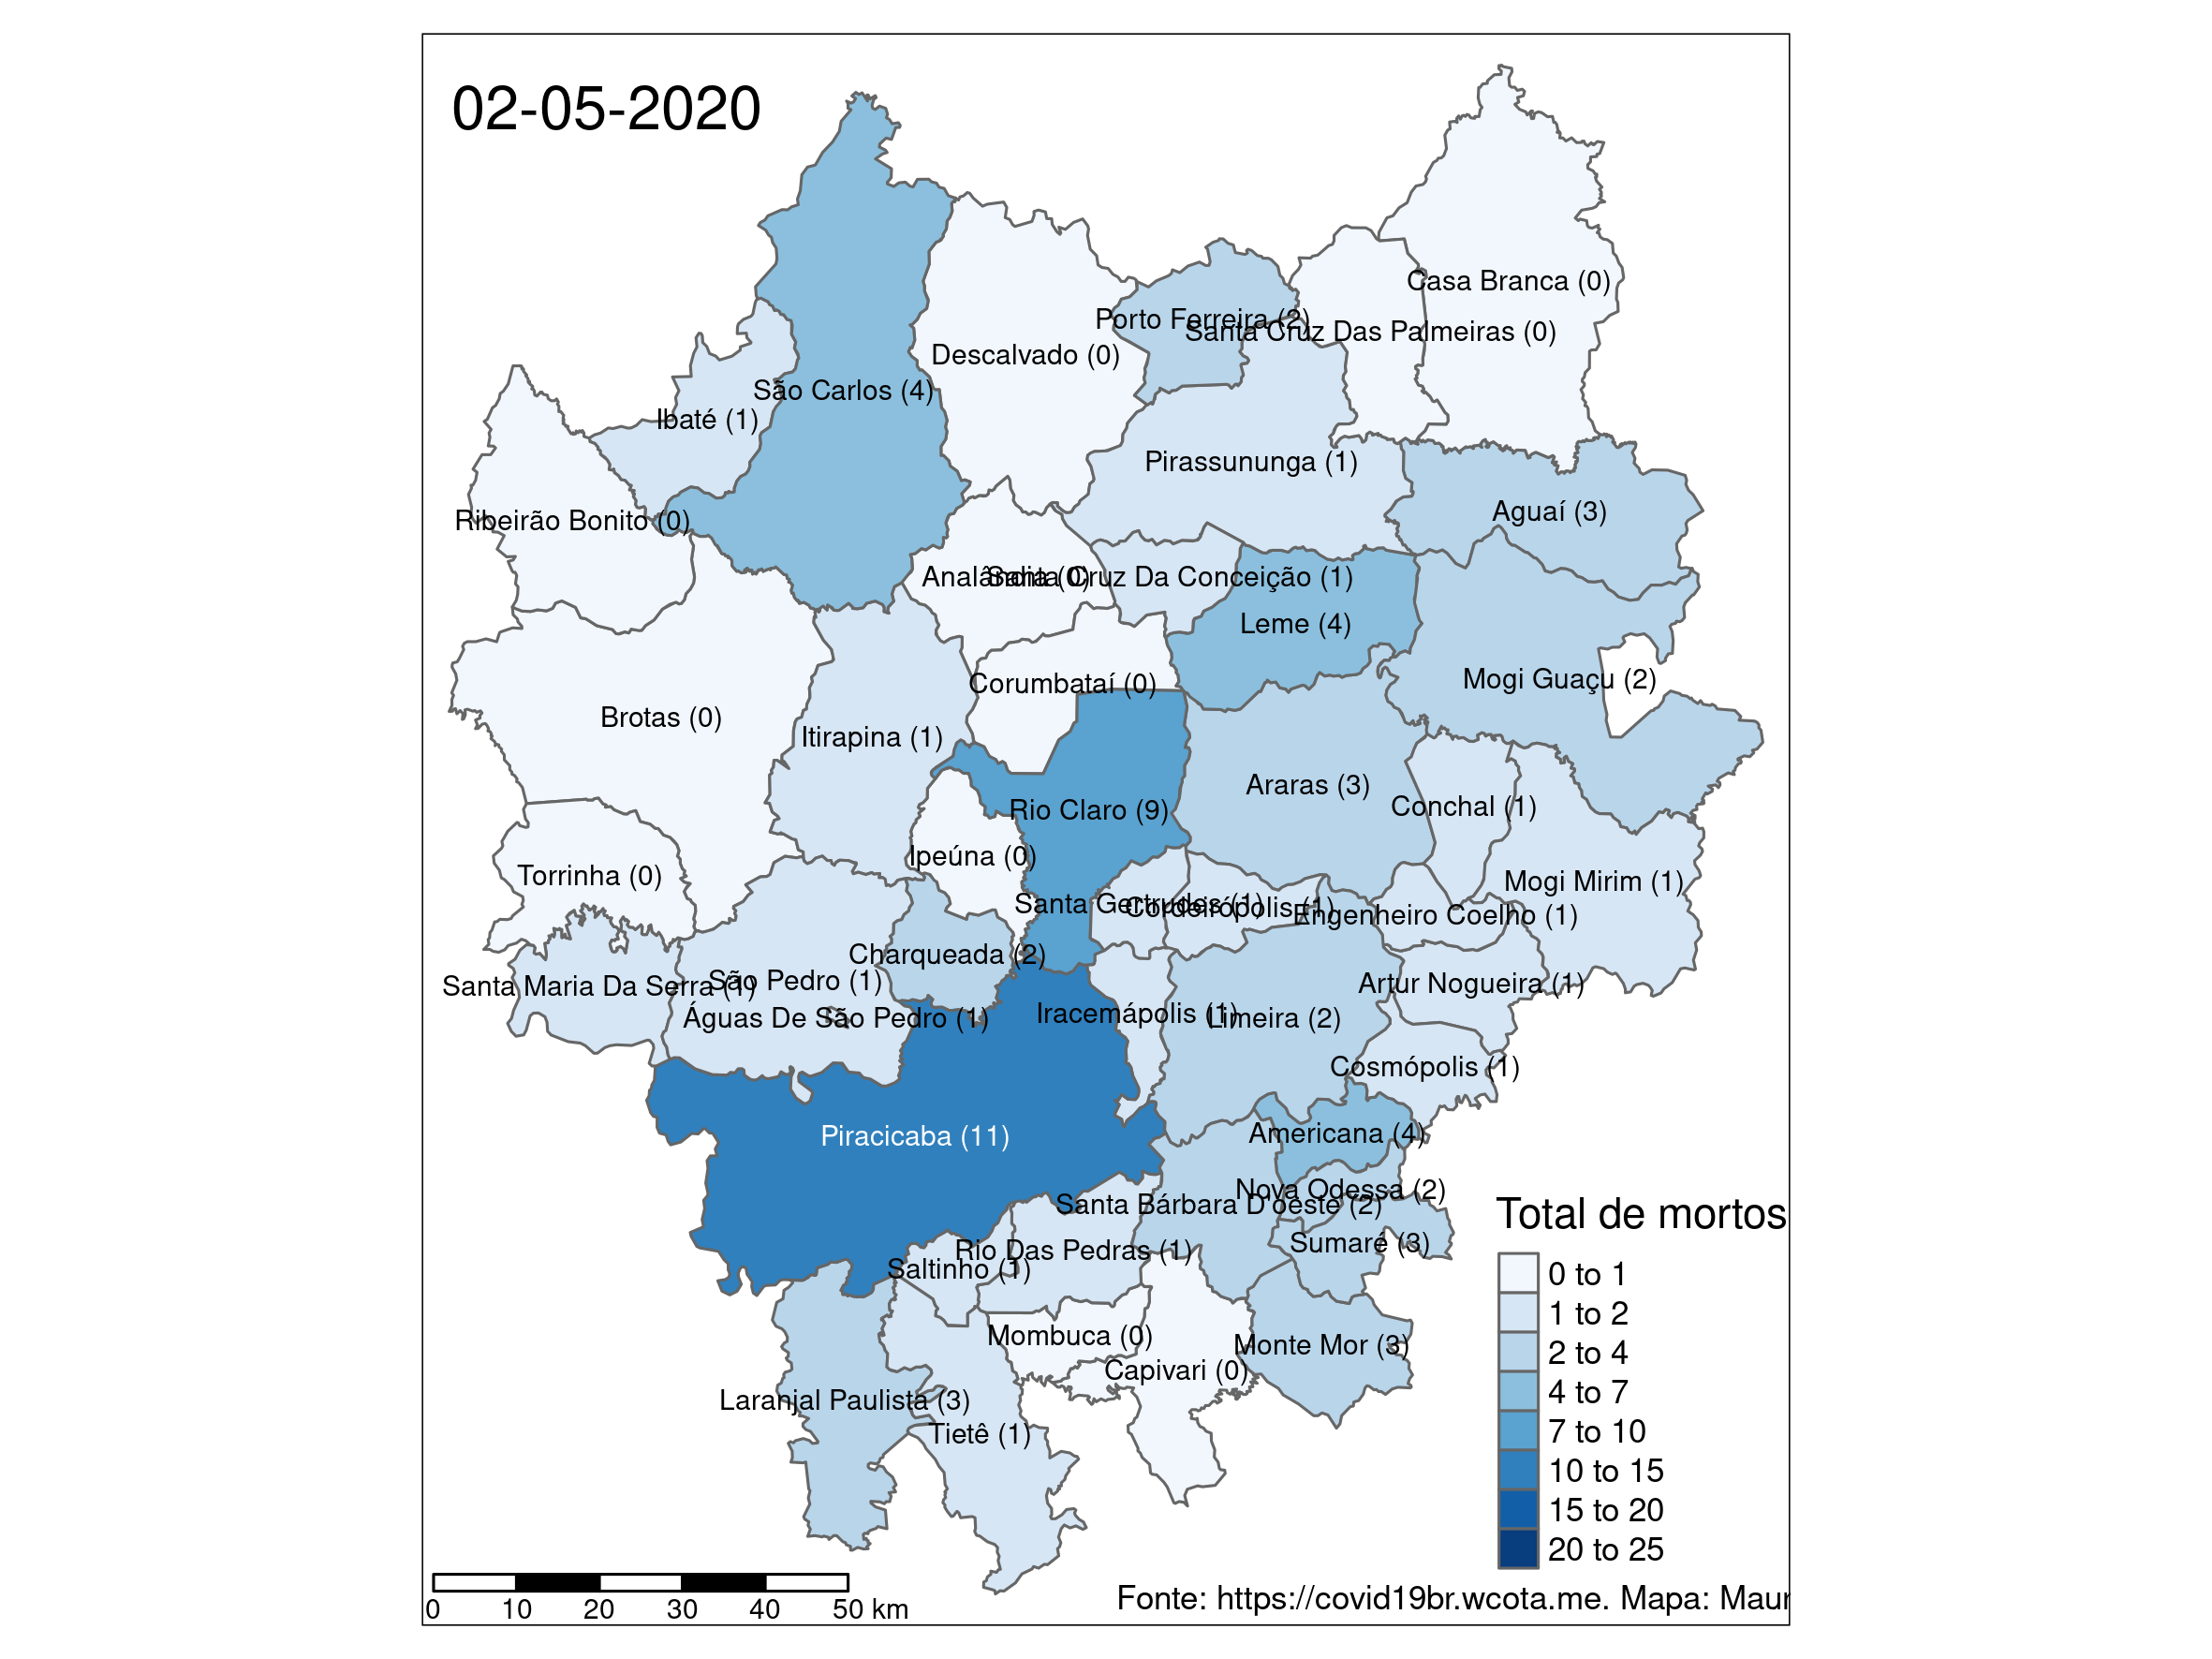 02-05-2020
Casa Branca (0)
Porto Ferreira (2)
Santa Cruz Das Palmeiras (0)
Descalvado (0)
São Carlos (4)
Ibaté (1)
Pirassununga (1)
Aguaí (3)
Ribeirão Bonito (0)
Analândia (0)
Santa Cruz Da Conceição (1)
Leme (4)
Mogi Guaçu (2)
Corumbataí (0)
Brotas (0)
Itirapina (1)
Araras (3)
Conchal (1)
Rio Claro (9)
Ipeúna (0)
Torrinha (0)
Mogi Mirim (1)
Santa Gertrudes (1)
Cordeirópolis (1)
Engenheiro Coelho (1)
Charqueada (2)
São Pedro (1)
Santa Maria Da Serra (1)
Artur Nogueira (1)
Águas De São Pedro (1)
Iracemápolis (1)
Limeira (2)
Cosmópolis (1)
Piracicaba (11)
Americana (4)
Nova Odessa (2)
Santa Bárbara D'oeste (2)
Sumaré (3)
Rio Das Pedras (1)
Saltinho (1)
Mombuca (0)
Monte Mor (3)
Capivari (0)
Laranjal Paulista (3)
Tietê (1)
Total de mortos
0 to 1
1 to 2
2 to 4
4 to 7
7 to 10
10 to 15
15 to 20
20 to 25
0 10 20 30 40 50 km
Fonte: https://covid19br.wcota.me. Mapa: Maur